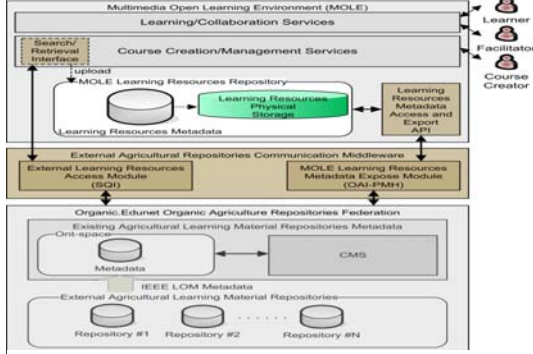 Multimedia Open Learning Environment (MOLE)
Learning/Collaboration Services
Learner
Facilitator
Course
Creator
Search/
Retrieval
Interface
Course Creation/Management Services
upload
MOLE Learning Resources Repository
Learning Resources
Physical
Storage
Learning Resources Metadata
Learning
Resources
Metadata
Access and
Export
API
External Agricultural Repositories Communication Middleware
External Learning Resources
Access Module
(SQI)
MOLE Learning Resources
Metadata Expose Module
(OAI-PMH)
Organic.Edunet Organic Agriculture Repositories Federation
Existing Agricultural Learning Material Repositories Metadata
Ont-space
Metadata
CMS
IEEE LOM Metadata
External Agricultural Learning Material Repositories
Repository #1
Repository #2
......
Repository #N